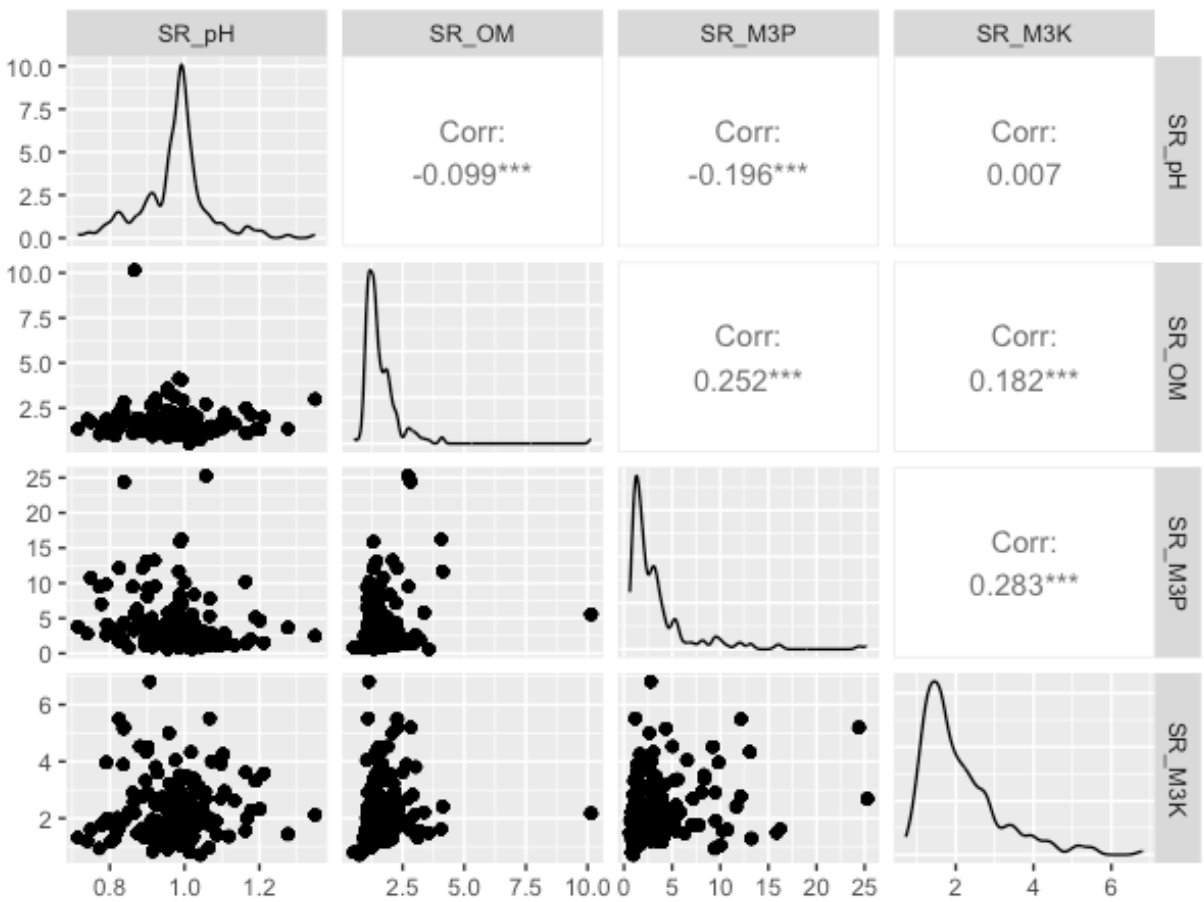 SR_pH SR_OM SR_M3P SR_M3K
10.0
7.5
5.0
2.5
0.0
Corr:
-0.099***
Corr:
-0.196***
Corr:
0.007
SR_pH
10.0
7.5
5.0
2.5
Corr:
0.252***
Corr:
0.182***
SR_OM
25
20
15
10
5
0
Corr:
0.283***
SR_M3P
6
4
2
SR_M3K
0.8 1.0 1.2 2.5 5.0 7.5 10.0 0 5 10 15 20 25 2 4 6